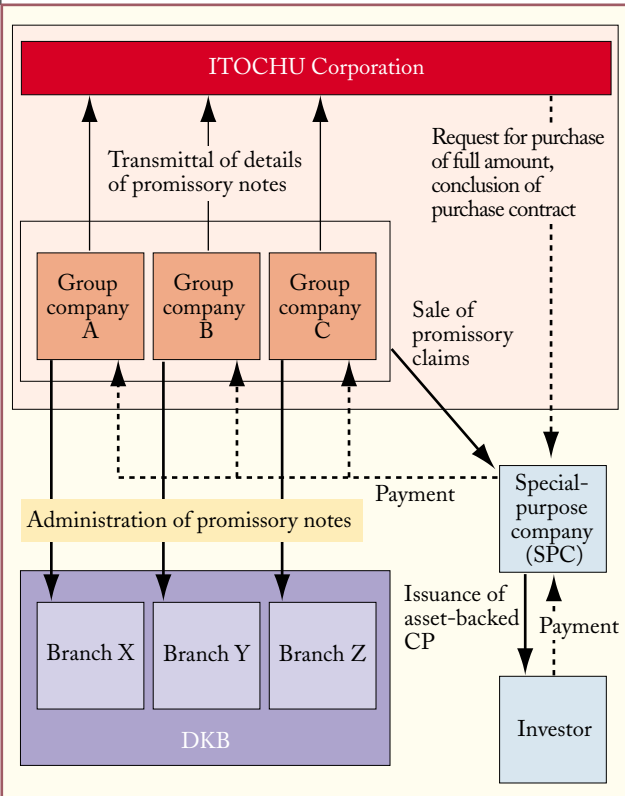 ITOCHU Corporation
Transmittal of details
of promissory notes
Request for purchase
of full amount,
conclusion of
purchase contract
Group
company
A
Group
company
B
Group
company
C
Sale of
promissory
claims
Payment
Special-
purpose
company
(SPC)
Administration of promissory notes
Issuance of
asset-backed
CP
Payment
Branch X
Branch Y
Branch Z
DKB
Investor